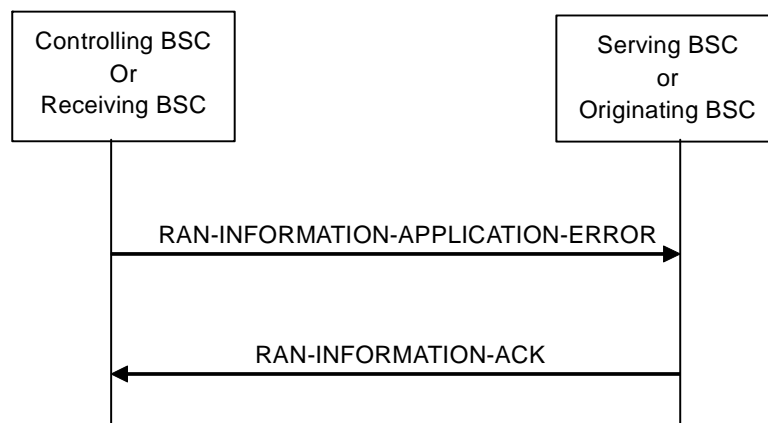 Controlling BSC
Or
Receiving BSC
Serving BSC
or
Originating BSC
RAN-INFORMATION-APPLICATION-ERROR
RAN-INFORMATION-ACK